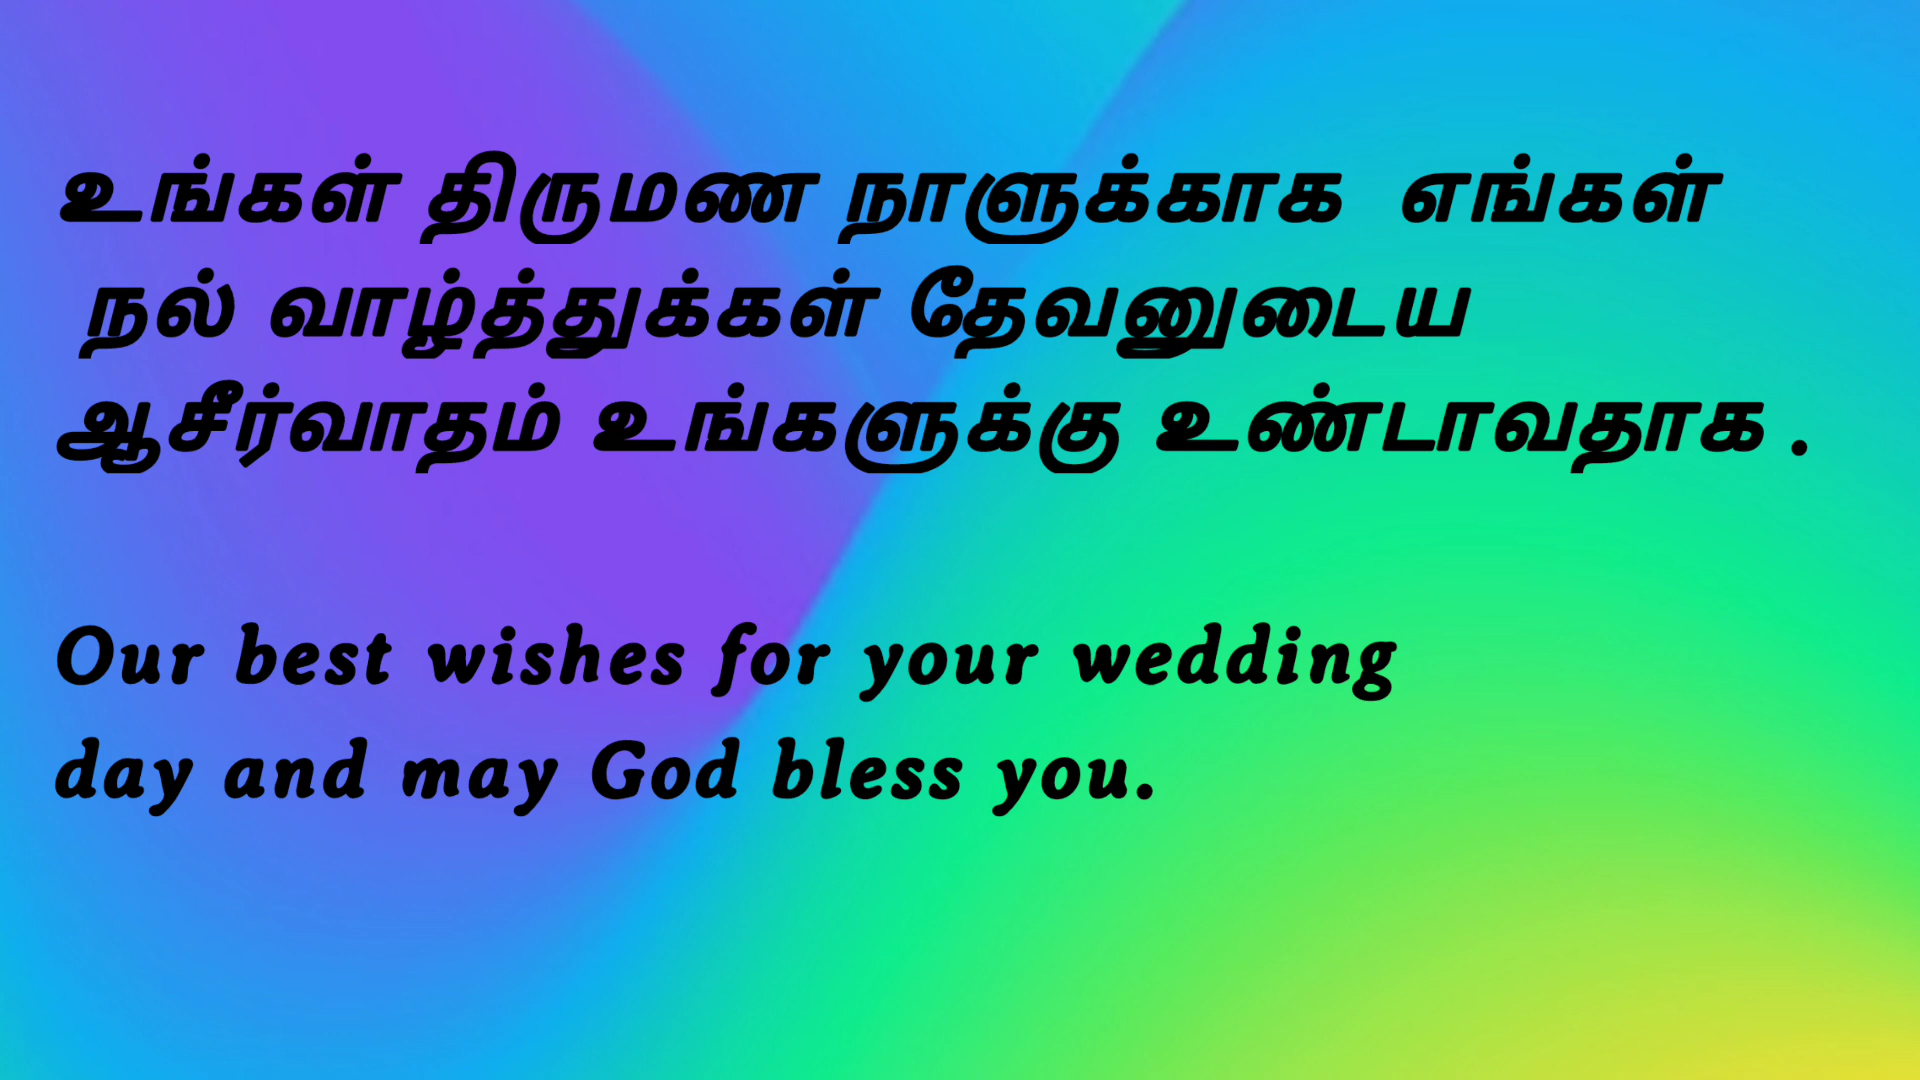 உங்கள் திருமண நாளுக்காக எங்கள்
நல் வாழ்த்துக்கள் தேவனுடைய
ஆசீர்வாதம் உங்களுக்கு உண்டாவதாக .
Our best wishes for your wedding
day and may God bless you.